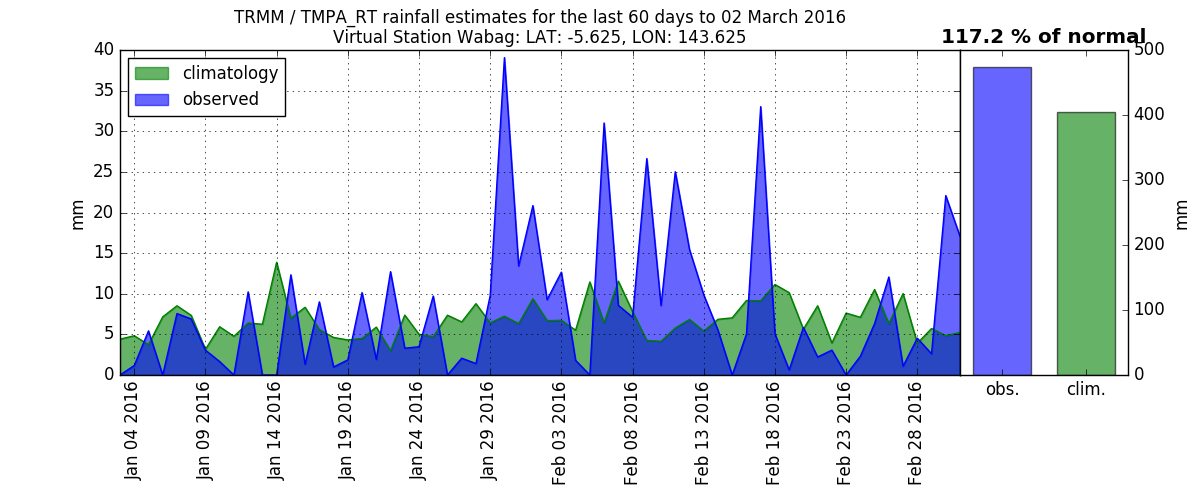 TRMM / TMPA_RT rainfall estimates for the last 60 days to 02 March 2016
Virtual Station Wabag: LAT: -5.625, LON: 143.625
117.2 % of normal
climatology
observed
40
35
30
25
20
15
10
5
0
mm
Jan 04 2016
Jan 09 2016
Jan 14 2016
Jan 19 2016
Jan 24 2016
Jan 29 2016
Feb 03 2016
Feb 08 2016
Feb 13 2016
Feb 18 2016
Feb 23 2016
Feb 28 2016
obs.
clim.
500
400
300
200
100
0
mm